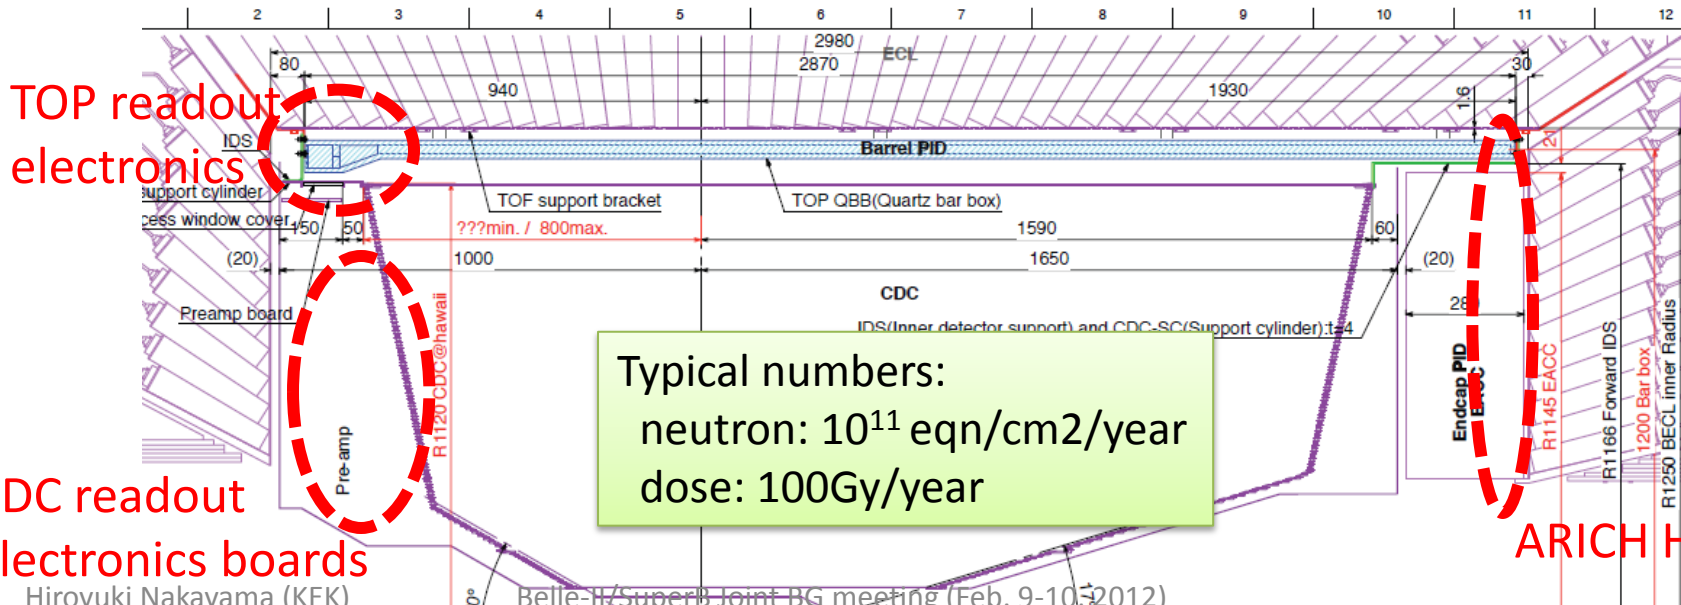 2 3 4 5 6 7 8 9 10 11 12
2980
ECL
80 2870 30
940 1930
1.6
TOP readout
electronics
IDS
Barrel PID
21
support cylinder
TOF support bracket
TOP QBB(Quartz bar box)
cess window cover
150 50
???min. / 800max.
1590
60
(20)
1000
1650
(20)
CDC
280
Preamp board
IDS(Inner detector support) and CDC-SC(Support cylinder):t=4
R1120 CDC@hawaii
Pre-amp
Typical numbers:
neutron: 10¹¹ eqn/cm2/year
dose: 100Gy/year
Endcap PID
R1145 EACC
R1166 Forward IDS
1200 Bar box
R1250 BECL inner Radius
DC readout
lectronics boards
ARICH H
Hiroyuki Nakayama (KEK)
Belle-II/SuperB Joint BG meeting (Feb. 9-10, 2012)